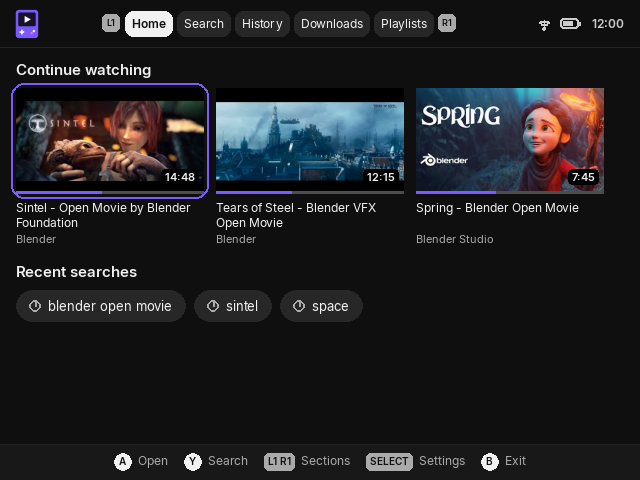 L1 Home Search History Downloads Playlists R1 12:00
Continue watching
SINTEL
14:48
12:15
SPRING
blender
7:45
Sintel - Open Movie by Blender Foundation
Blender
Tears of Steel - Blender VFX Open Movie
Blender
Spring - Blender Open Movie
Blender Studio
Recent searches
blender open movie sintel space
A Open Y Search L1 R1 Sections SELECT Settings B Exit